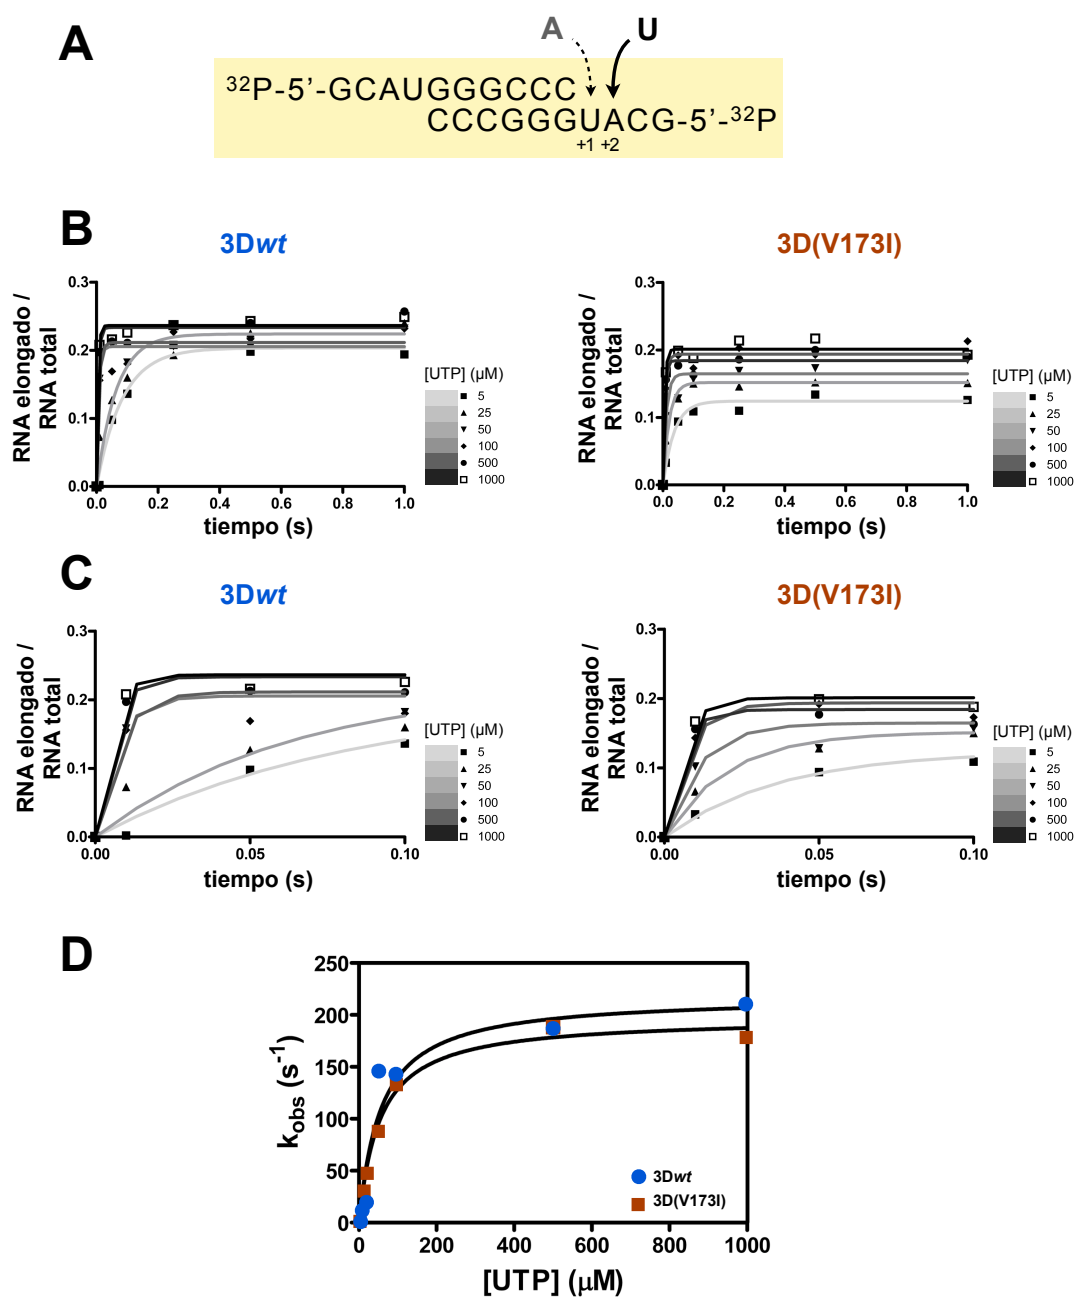 A
A U
32P-5’-GCAUGGGCCC
CCCGGGUACG-5’-32P
+1 +2
B
3Dwt
3D(V173I)
RNA elongado /
RNA total
0.3
0.2
0.1
0.0
0.0 0.2 0.4 0.6 0.8 1.0
tiempo (s)
[UTP] (µM)
5
25
50
100
500
1000
RNA elongado /
RNA total
0.3
0.2
0.1
0.0
0.0 0.2 0.4 0.6 0.8 1.0
tiempo (s)
[UTP] (µM)
5
25
50
100
500
1000
C
3Dwt
3D(V173I)
RNA elongado /
RNA total
0.3
0.2
0.1
0.0
0.00 0.05 0.10
tiempo (s)
[UTP] (µM)
5
25
50
100
500
1000
RNA elongado /
RNA total
0.3
0.2
0.1
0.0
0.00 0.05 0.10
tiempo (s)
[UTP] (µM)
5
25
50
100
500
1000
D
kobs (s-1)
250
200
150
100
50
0
0 200 400 600 800 1000
[UTP] (µM)
3Dwt
3D(V173I)